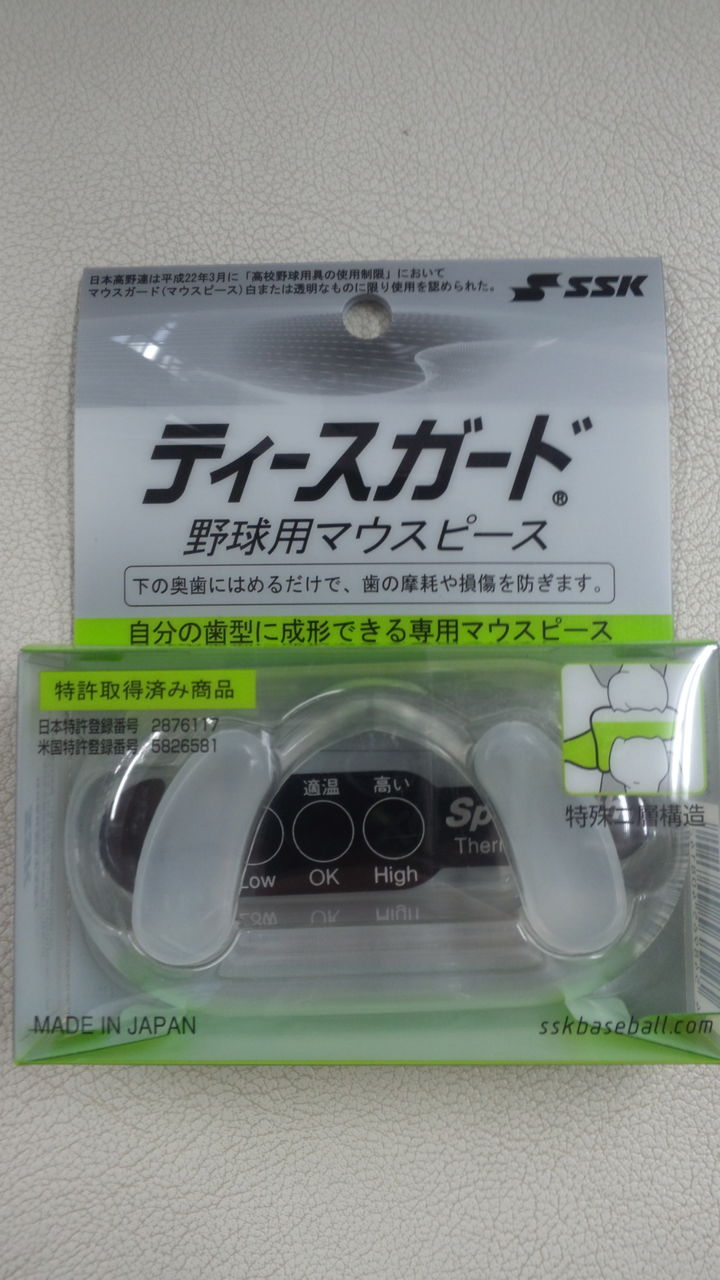 日本高野連は平成22年3月に「高校野球用具の使用制限」において
マウスガード(マウスピース)白または透明なものに限り使用を認められた。
SSK
ティースガード®
野球用マウスピース
下の奥歯にはめるだけで、歯の摩耗や損傷を防ぎます。
自分の歯型に成形できる専用マウスピース
特許取得済み商品
日本特許登録番号 2876117
米国特許登録番号 5826581
適温 高い
Low OK High
特殊二層構造
MADE IN JAPAN
sskbaseball.com